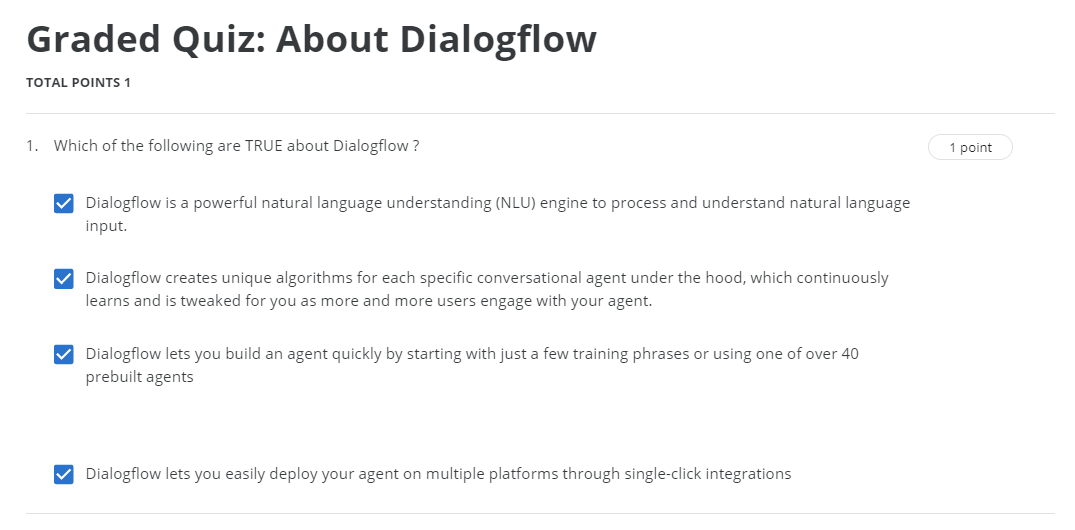 Graded Quiz: About Dialogflow
TOTAL POINTS 1
1. Which of the following are TRUE about Dialogflow ?
1 point
Dialogflow is a powerful natural language understanding (NLU) engine to process and understand natural language
input.
Dialogflow creates unique algorithms for each specific conversational agent under the hood, which continuously
learns and is tweaked for you as more and more users engage with your agent.
Dialogflow lets you build an agent quickly by starting with just a few training phrases or using one of over 40
prebuilt agents
Dialogflow lets you easily deploy your agent on multiple platforms through single-click integrations